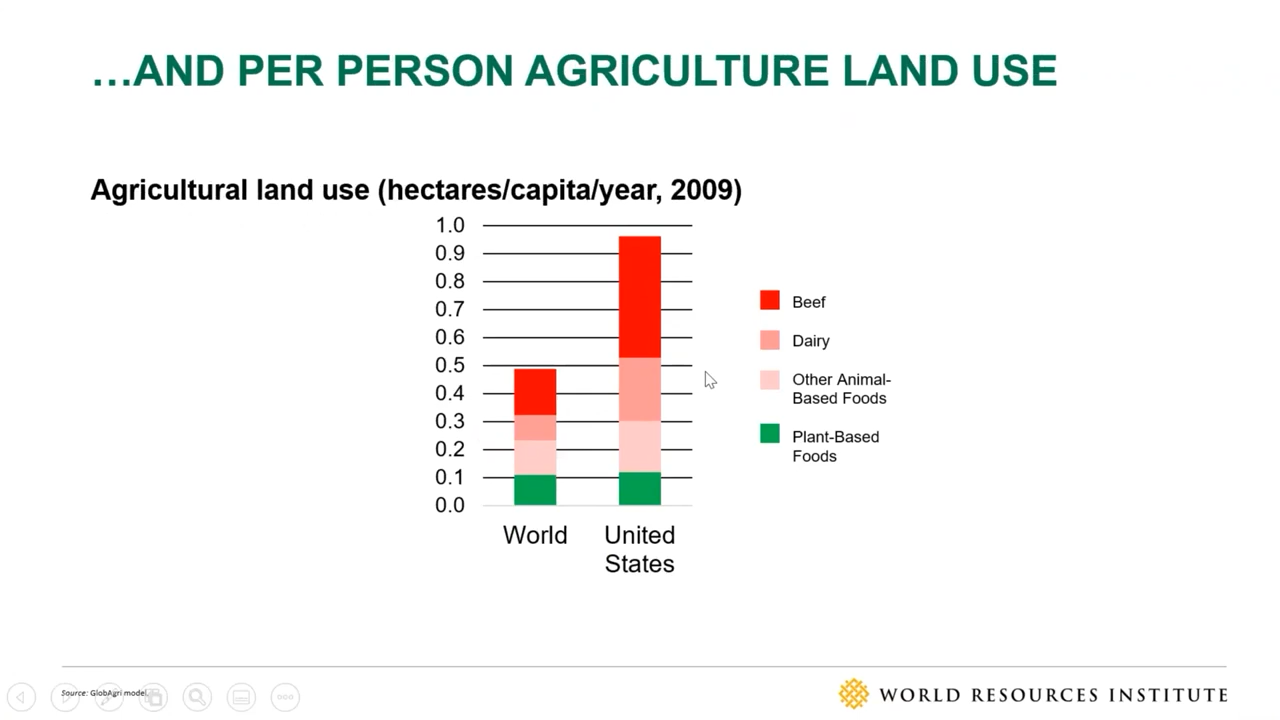 ...AND PER PERSON AGRICULTURE LAND USE
Agricultural land use (hectares/capita/year, 2009)
1.0
0.9
0.8
0.7
0.6
0.5
0.4
0.3
0.2
0.1
0.0
World
United
States
Beef
Dairy
Other Animal-
Based Foods
Plant-Based
Foods
Source: GlobAgri model.
WORLD RESOURCES INSTITUTE